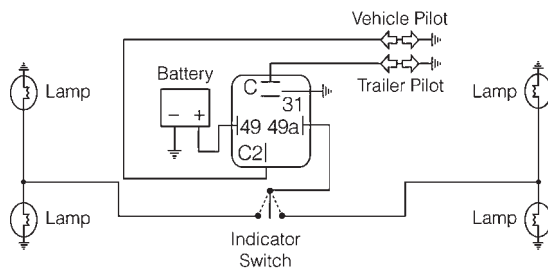 Vehicle Pilot
Trailer Pilot
Battery
- +
C
31
49 49a
C2
Lamp
Lamp
Lamp
Lamp
Indicator
Switch